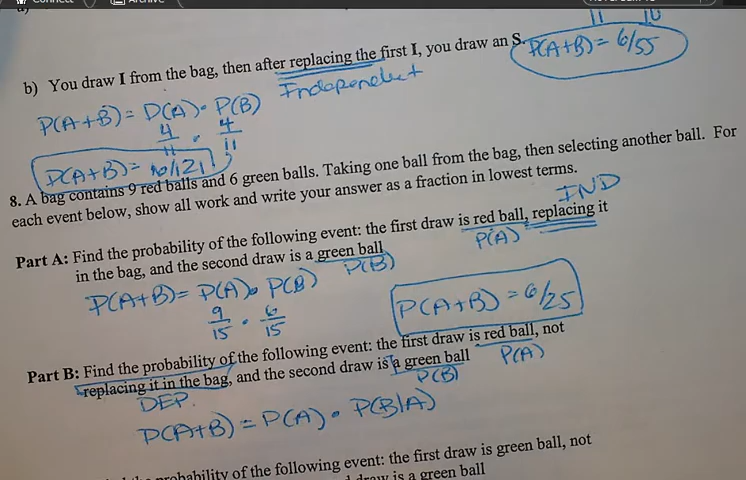 Connect Archive
a)
11 10
P(A+B) = 6/55
b) You draw I from the bag, then after replacing the first I, you draw an S.
Independent
P(A+B) = P(A) • P(B)
4/11 • 4/11
P(A+B) = 16/121
8. A bag contains 9 red balls and 6 green balls. Taking one ball from the bag, then selecting another ball. For
each event below, show all work and write your answer as a fraction in lowest terms.
IND
Part A: Find the probability of the following event: the first draw is red ball, replacing it
P(A)
in the bag, and the second draw is a green ball
P(B)
P(A+B) = P(A) • P(B)
9/15 • 6/15
P(A+B) = 6/25
Part B: Find the probability of the following event: the first draw is red ball, not
P(A)
replacing it in the bag, and the second draw is a green ball
P(B)
DEP.
P(A+B) = P(A) • P(B|A)
probability of the following event: the first draw is green ball, not
draw is a green ball